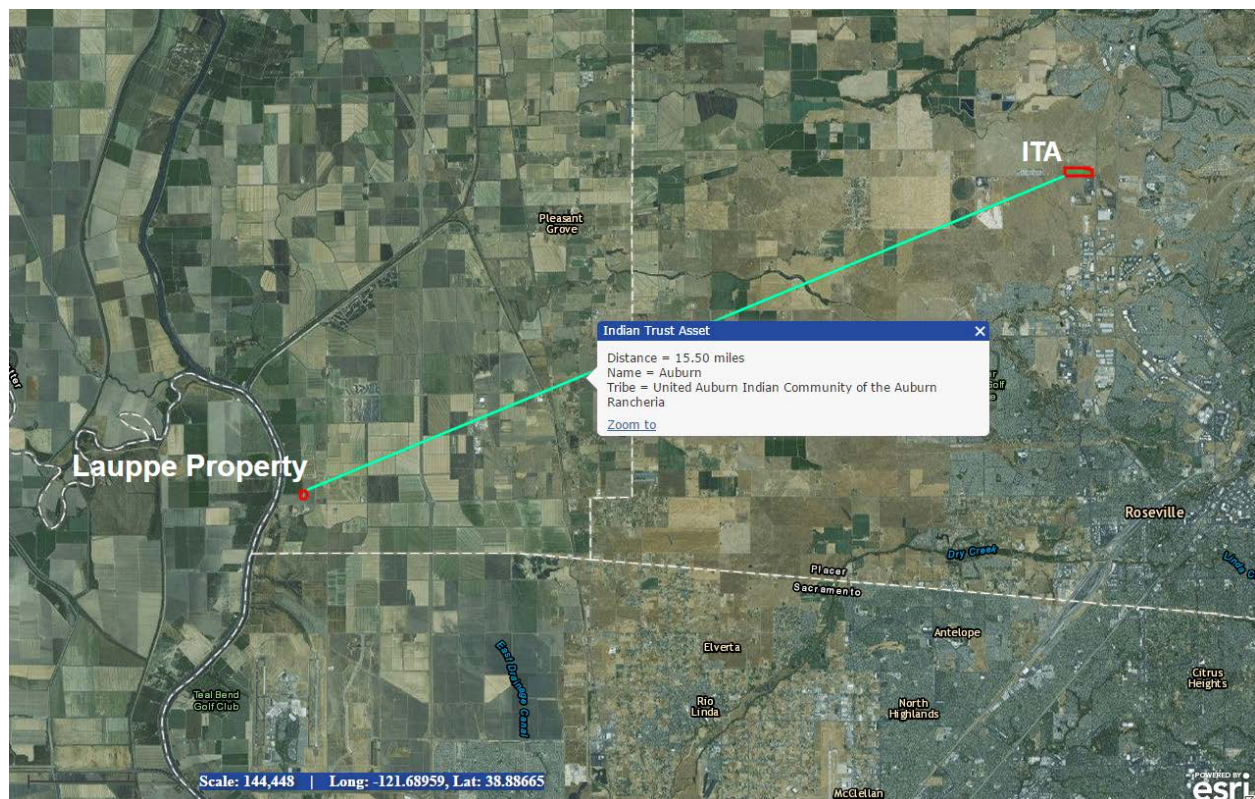 ITA
Pleasant
Grove
Indian Trust Asset
Distance = 15.50 miles
Name = Auburn
Tribe = United Auburn Indian Community of the Auburn
Rancheria
Zoom to
Golf
Lauppe Property
Roseville
Dry Creek
Linda C
Placer
Sacramento
Antelope
Elverta
Citrus
Heights
Teal Bend
Golf Club
East Drainage Canal
Rio
Linda
North
Highlands
Scale: 144,448 | Long: -121.68959, Lat: 38.88665
McClellan
POWERED BY
esri